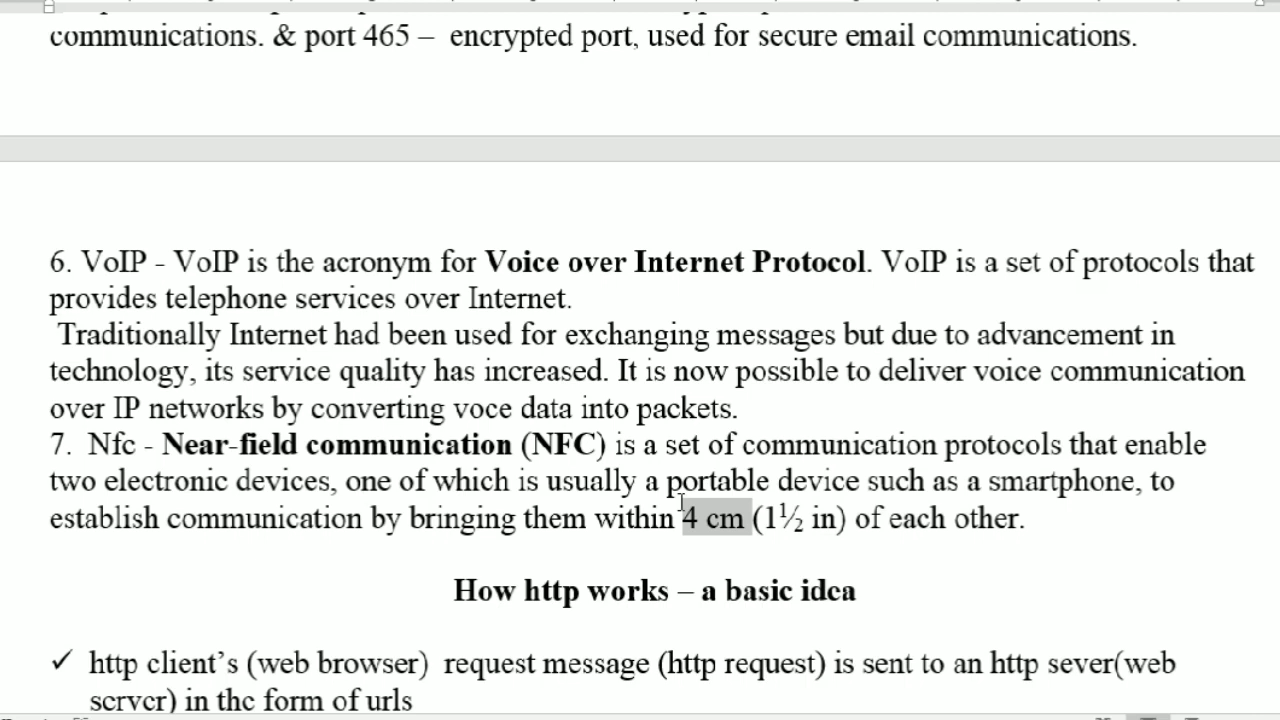 communications. & port 465 – encrypted port, used for secure email communications.
6. VoIP - VoIP is the acronym for Voice over Internet Protocol. VoIP is a set of protocols that
provides telephone services over Internet.
Traditionally Internet had been used for exchanging messages but due to advancement in
technology, its service quality has increased. It is now possible to deliver voice communication
over IP networks by converting voce data into packets.
7. Nfc - Near-field communication (NFC) is a set of communication protocols that enable
two electronic devices, one of which is usually a portable device such as a smartphone, to
establish communication by bringing them within 4 cm (1½ in) of each other.
How http works – a basic idea
✓ http client’s (web browser) request message (http request) is sent to an http sever(web
server) in the form of urls